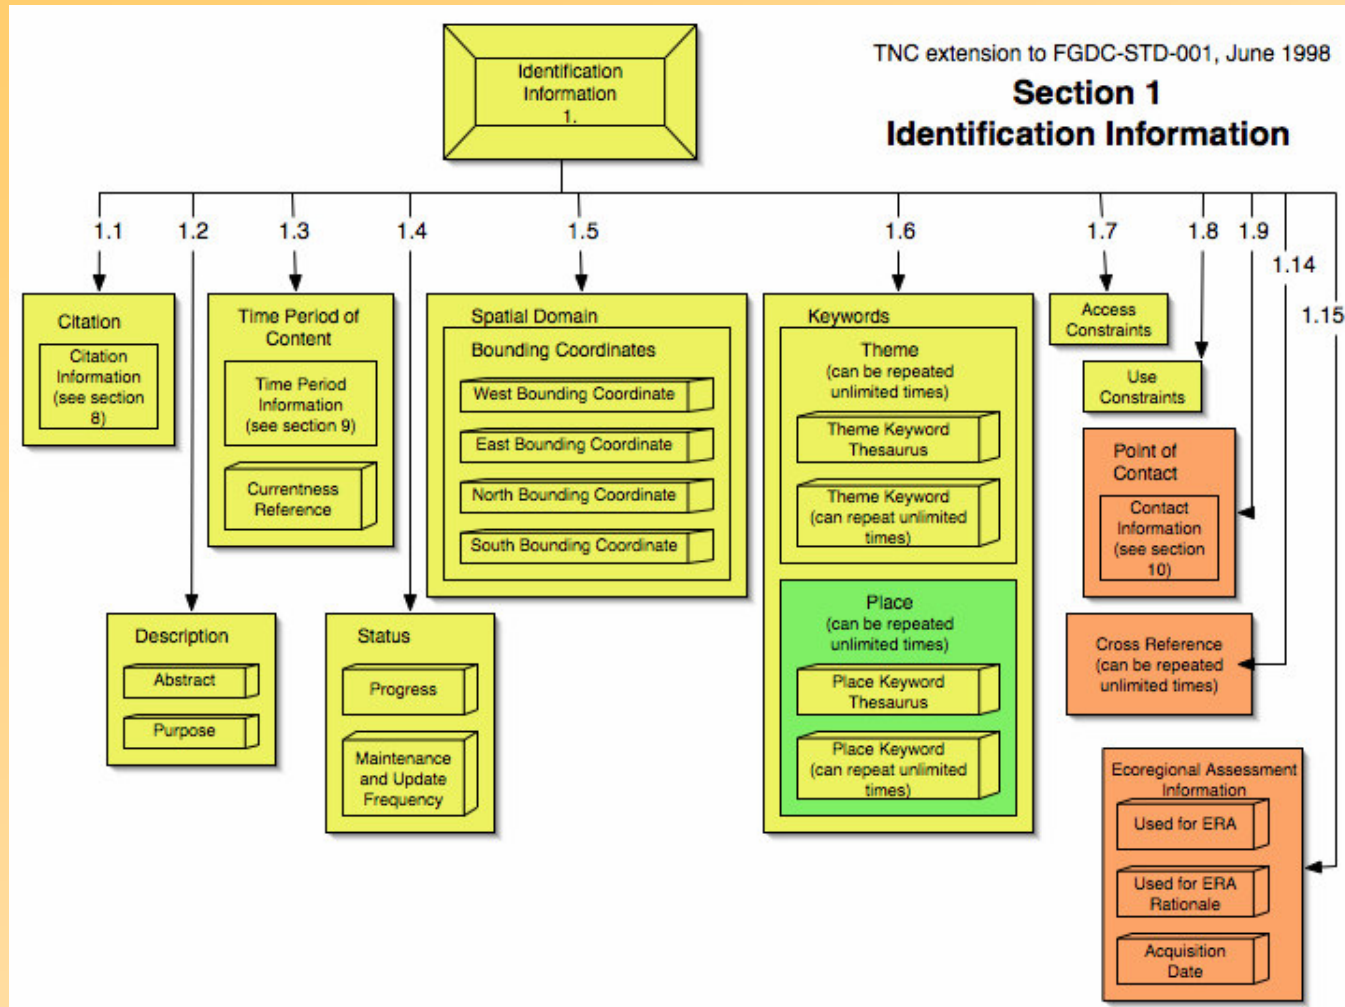 TNC extension to FGDC-STD-001, June 1998
Section 1
Identification Information
Identification
Information
1.
1.1
1.2
1.3
1.4
1.5
1.6
1.7
1.8
1.9
1.14
1.15
Citation
Citation
Information
(see section
8)
Time Period of
Content
Time Period
Information
(see section 9)
Currentness
Reference
Spatial Domain
Bounding Coordinates
West Bounding Coordinate
East Bounding Coordinate
North Bounding Coordinate
South Bounding Coordinate
Keywords
Theme
(can be repeated
unlimited times)
Theme Keyword
Thesaurus
Theme Keyword
(can repeat unlimited
times)
Place
(can be repeated
unlimited times)
Place Keyword
Thesaurus
Place Keyword
(can repeat unlimited
times)
Access
Constraints
Use
Constraints
Point of
Contact
Contact
Information
(see section
10)
Description
Abstract
Purpose
Status
Progress
Maintenance
and Update
Frequency
Cross Reference
(can be repeated
unlimited times)
Ecoregional Assessment
Information
Used for ERA
Used for ERA
Rationale
Acquisition
Date